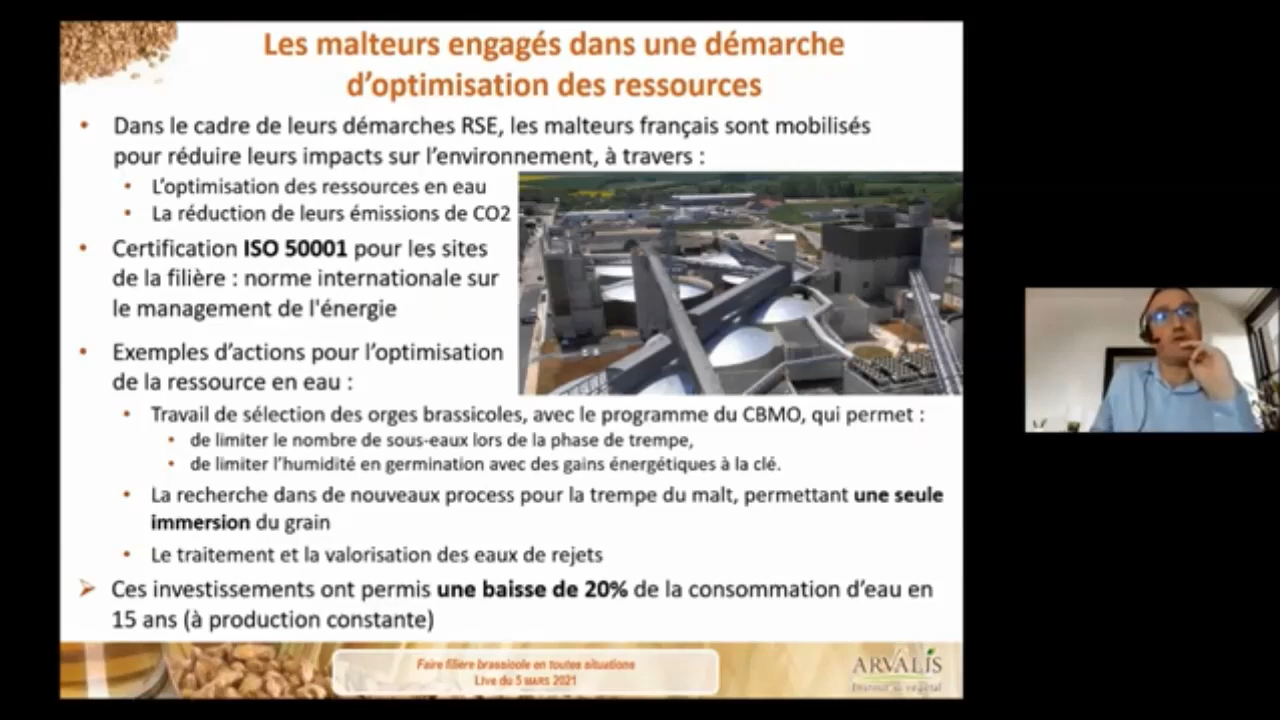 Les malteurs engagés dans une démarche
d'optimisation des ressources
• Dans le cadre de leurs démarches RSE, les malteurs français sont mobilisés
pour réduire leurs impacts sur l'environnement, à travers :
• L'optimisation des ressources en eau
• La réduction de leurs émissions de CO2
• Certification ISO 50001 pour les sites
de la filière : norme internationale sur
le management de l'énergie
• Exemples d'actions pour l'optimisation
de la ressource en eau :
• Travail de sélection des orges brassicoles, avec le programme du CBMO, qui permet :
• de limiter le nombre de sous-eaux lors de la phase de trempe,
• de limiter l'humidité en germination avec des gains énergétiques à la clé.
• La recherche dans de nouveaux process pour la trempe du malt, permettant une seule
immersion du grain
• Le traitement et la valorisation des eaux de rejets
➢ Ces investissements ont permis une baisse de 20% de la consommation d'eau en
15 ans (à production constante)
Faire filière brassicole en toutes situations
Live du 5 MARS 2021
ARVALIS
Institut du végétal